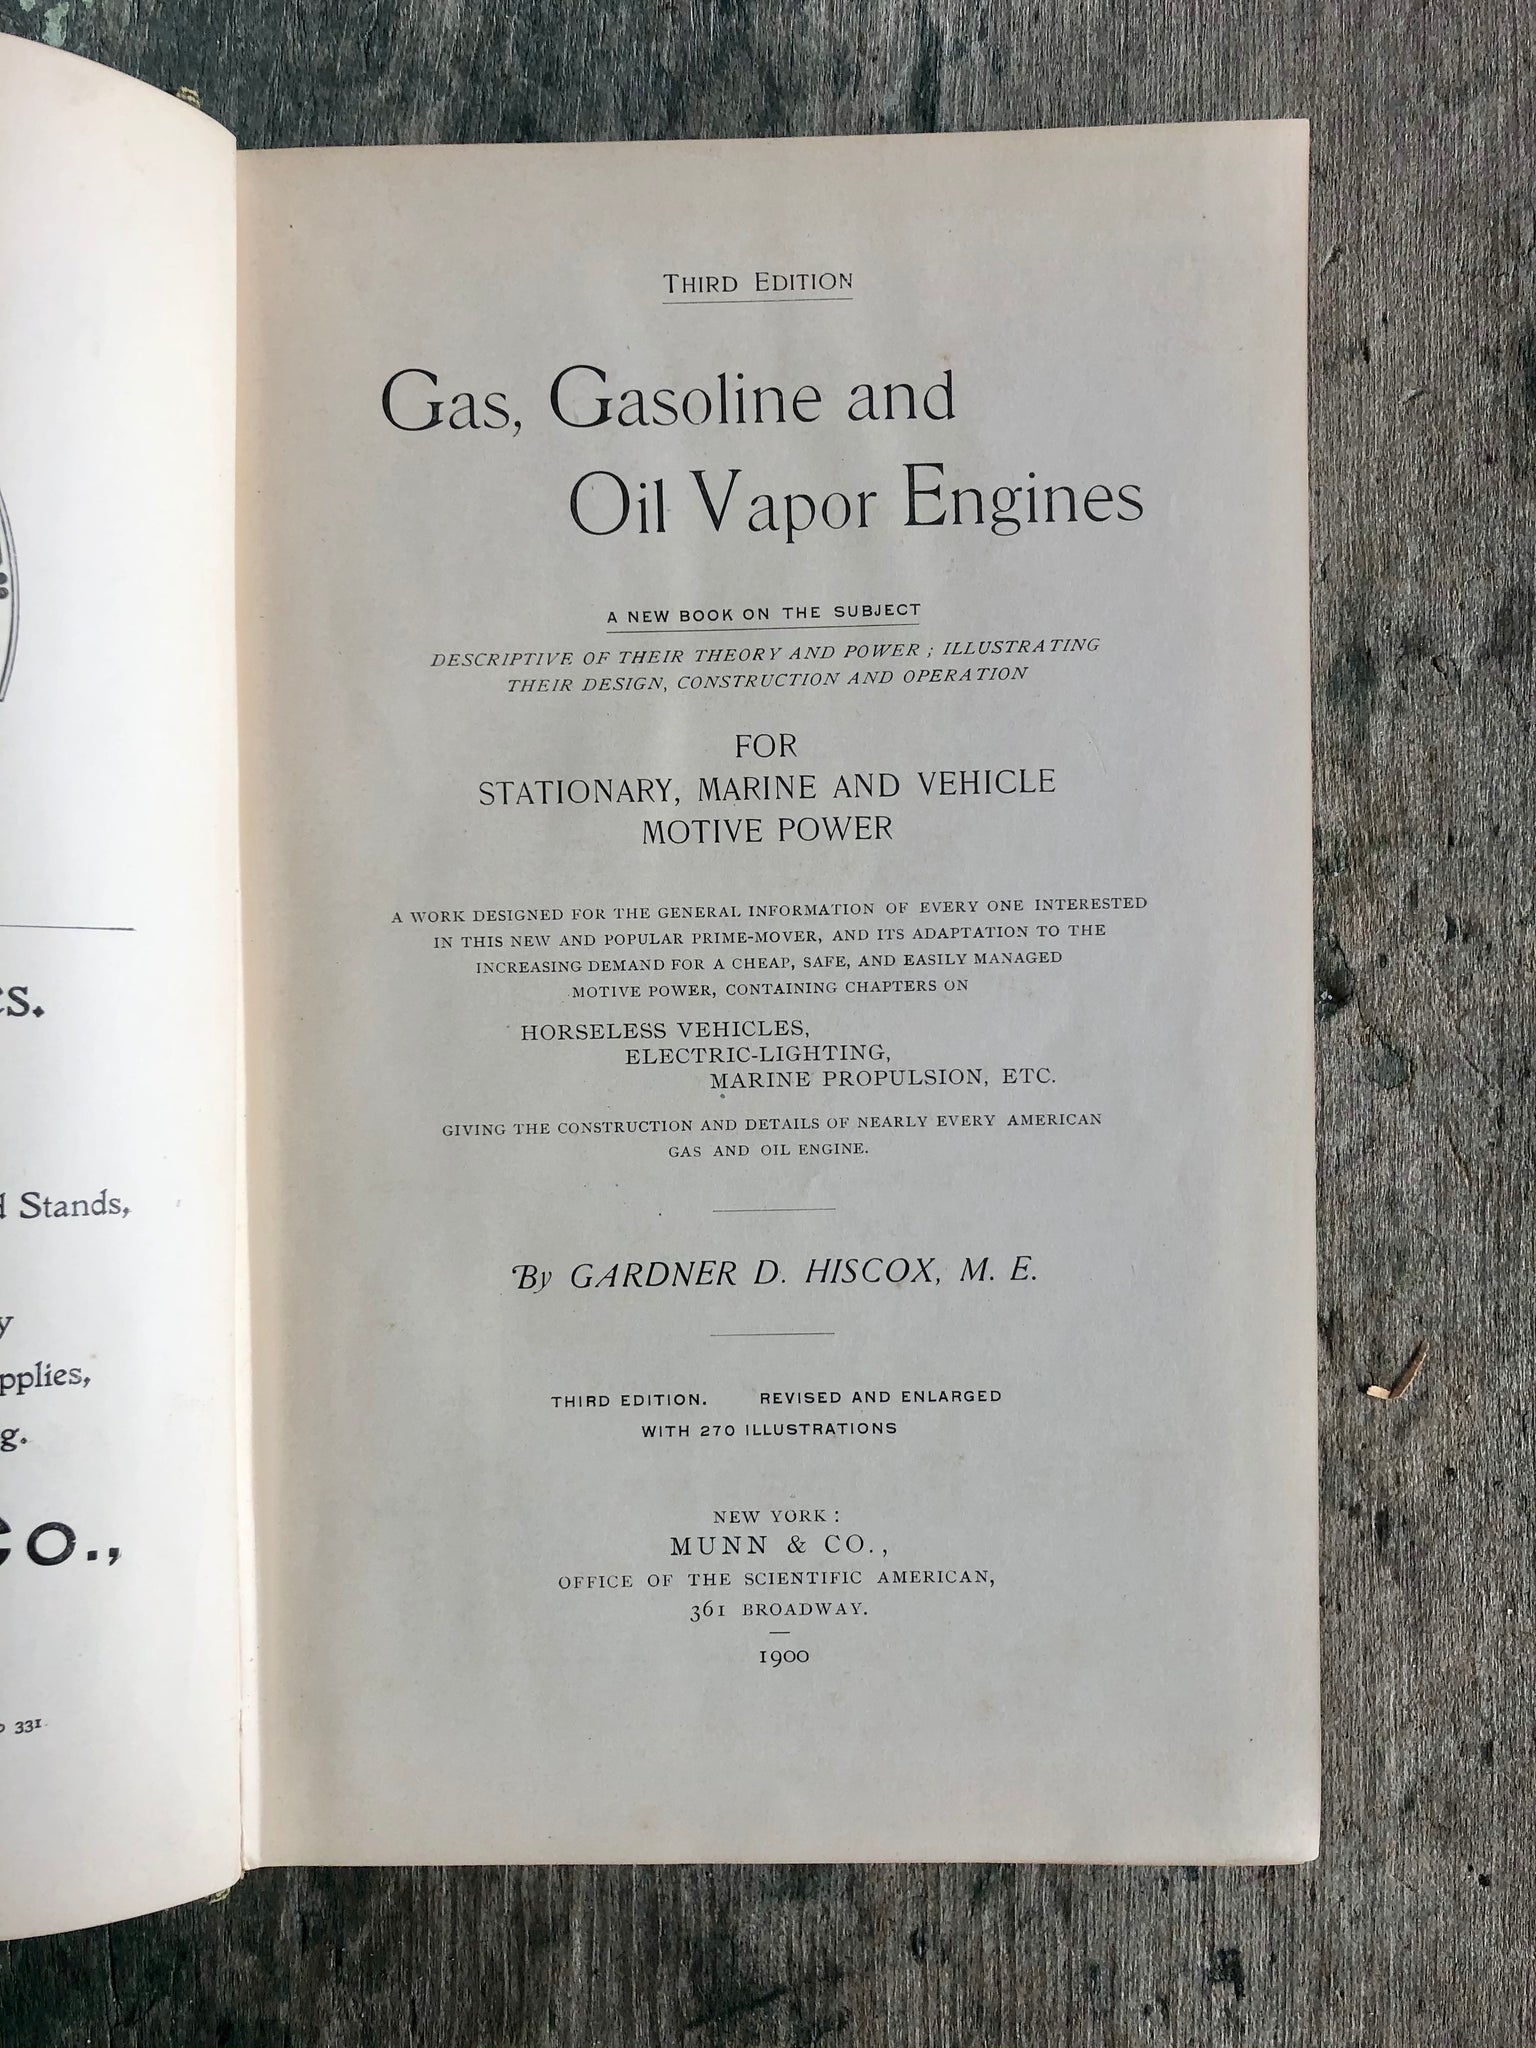 cs.
d Stands,
y
pplies,
g.
Co.,
331
THIRD EDITION
Gas, Gasoline and
Oil Vapor Engines
A NEW BOOK ON THE SUBJECT
DESCRIPTIVE OF THEIR THEORY AND POWER; ILLUSTRATING
THEIR DESIGN, CONSTRUCTION AND OPERATION
FOR
STATIONARY, MARINE AND VEHICLE
MOTIVE POWER
A WORK DESIGNED FOR THE GENERAL INFORMATION OF EVERY ONE INTERESTED
IN THIS NEW AND POPULAR PRIME-MOVER, AND ITS ADAPTATION TO THE
INCREASING DEMAND FOR A CHEAP, SAFE, AND EASILY MANAGED
MOTIVE POWER, CONTAINING CHAPTERS ON
HORSELESS VEHICLES,
ELECTRIC-LIGHTING,
MARINE PROPULSION, ETC.
GIVING THE CONSTRUCTION AND DETAILS OF NEARLY EVERY AMERICAN
GAS AND OIL ENGINE.
By GARDNER D. HISCOX, M. E.
THIRD EDITION. REVISED AND ENLARGED
WITH 270 ILLUSTRATIONS
NEW YORK:
MUNN & CO.,
OFFICE OF THE SCIENTIFIC AMERICAN,
361 BROADWAY.
1900